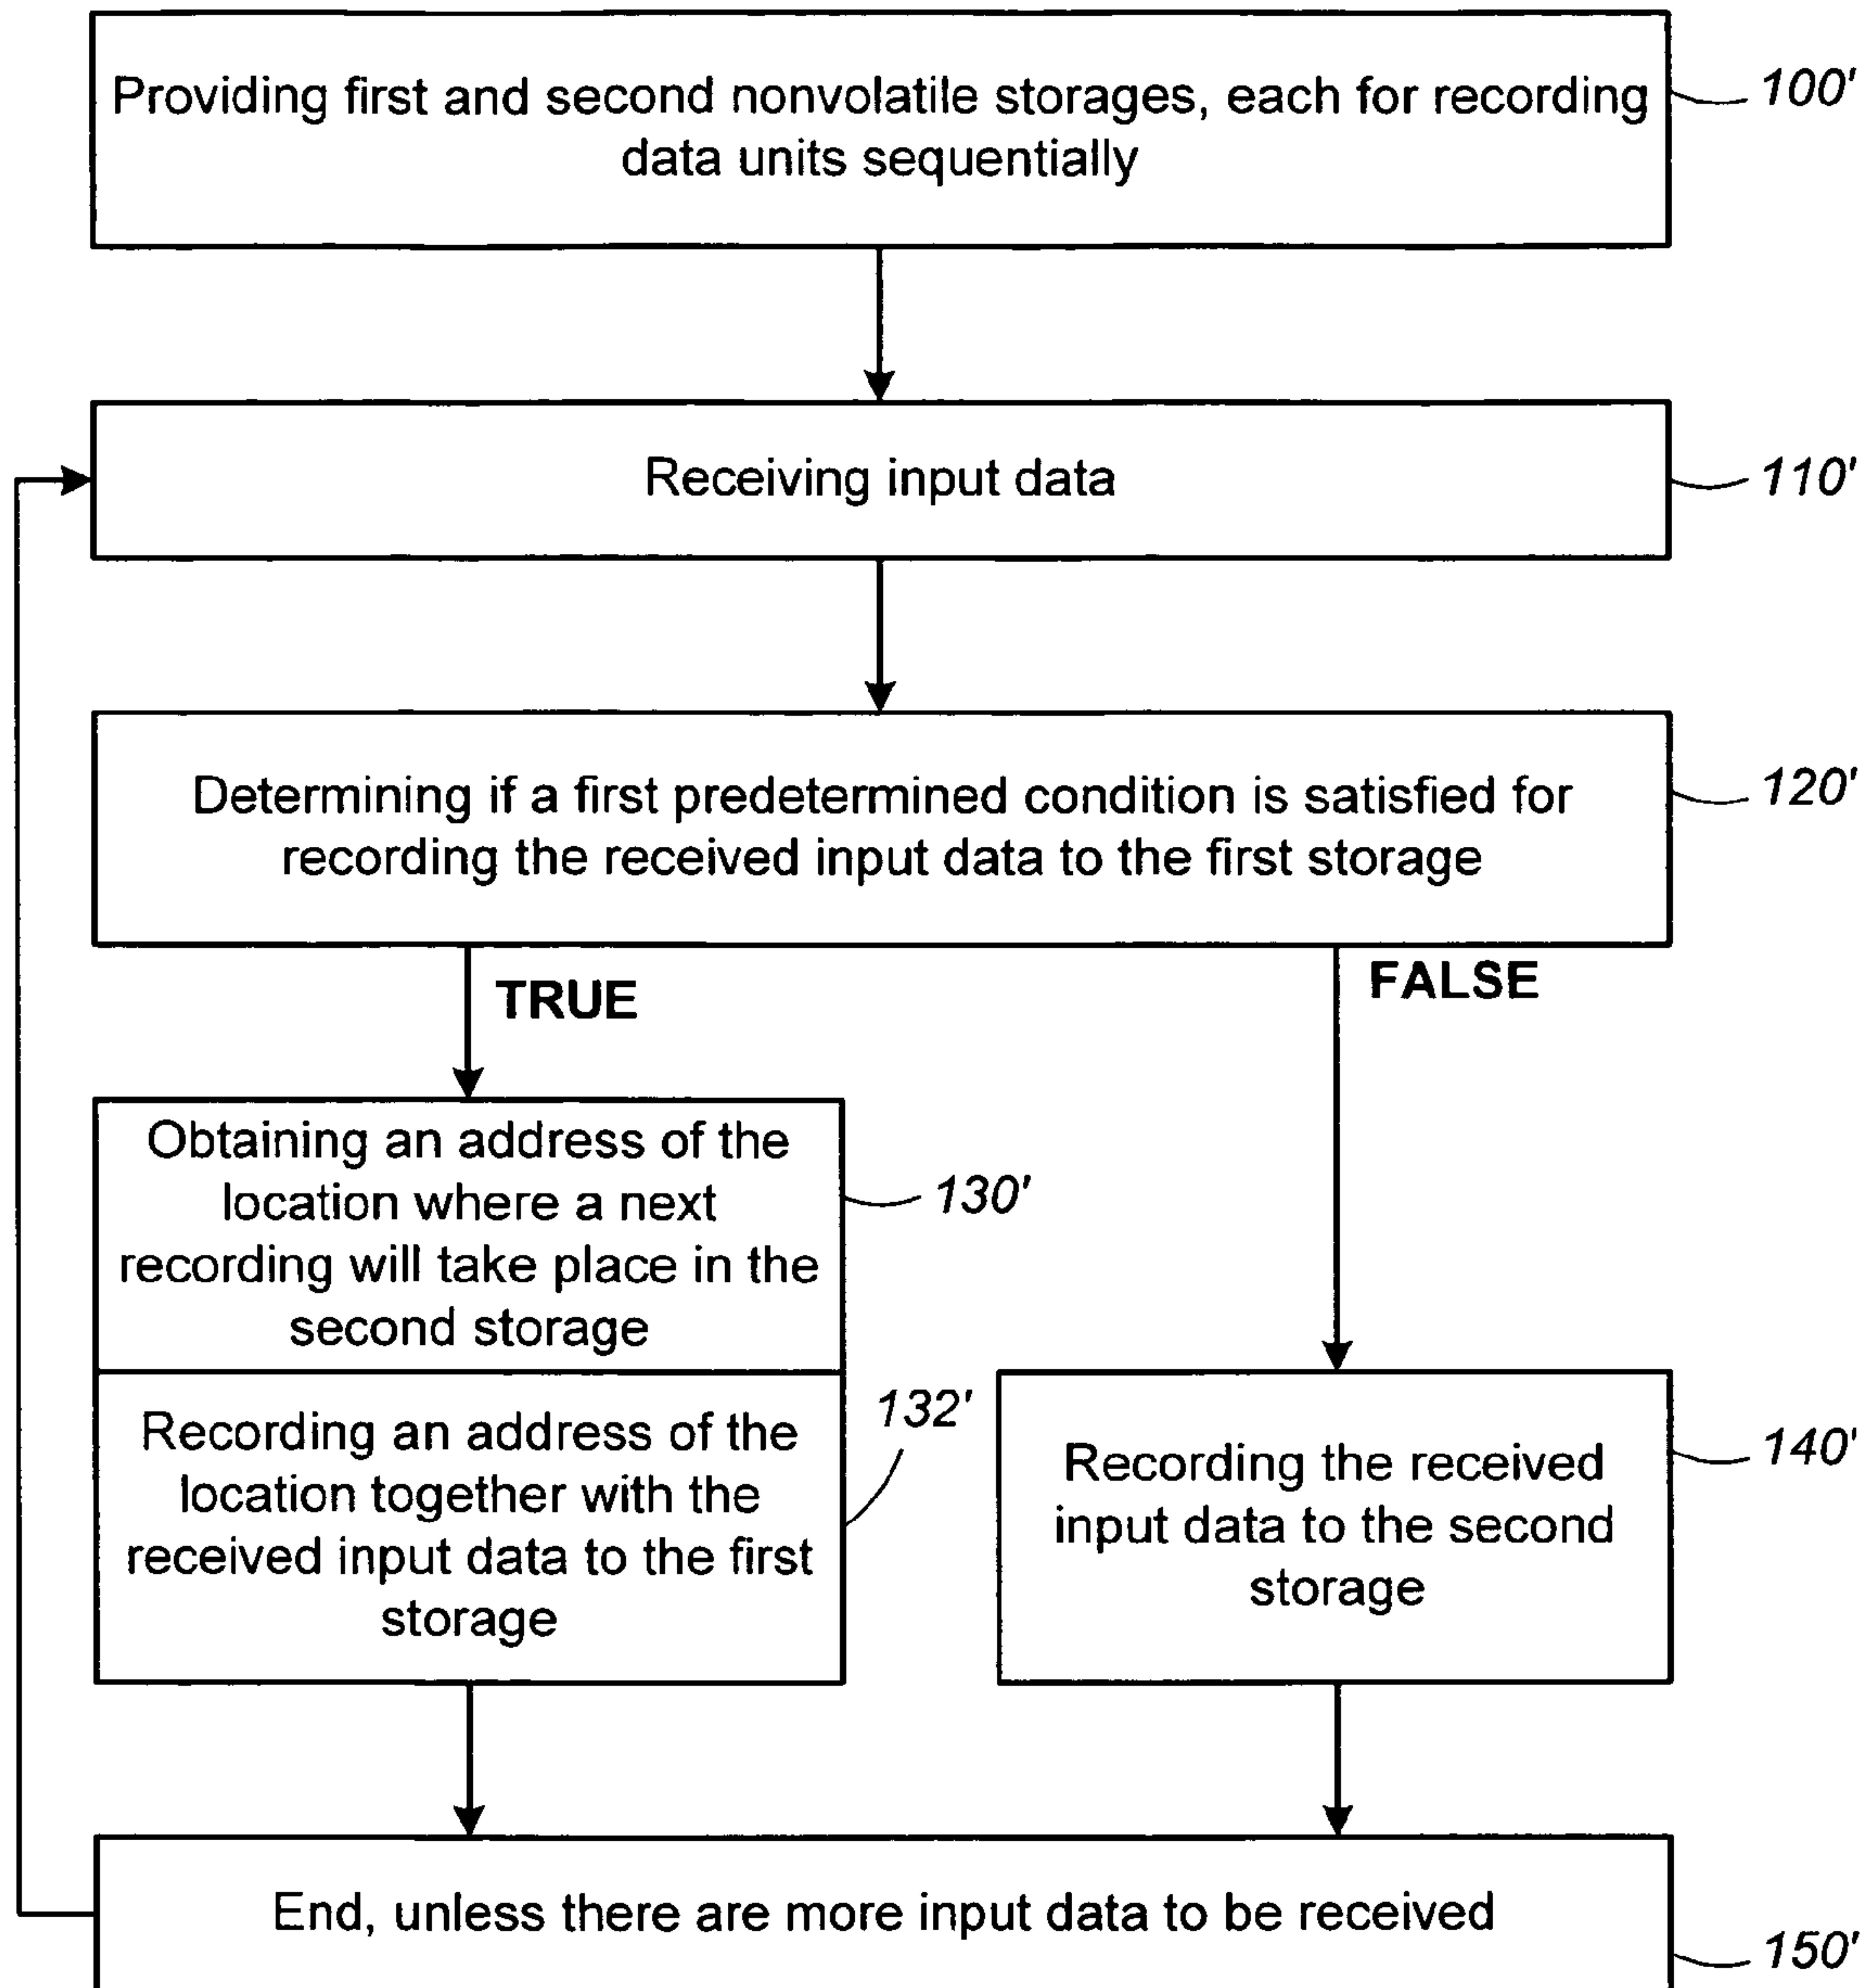 Providing first and second nonvolatile storages, each for recording
data units sequentially
100'
Receiving input data
110'
Determining if a first predetermined condition is satisfied for
recording the received input data to the first storage
120'
TRUE
FALSE
Obtaining an address of the
location where a next
recording will take place in the
second storage
130'
Recording an address of the
location together with the
received input data to the first
storage
132'
Recording the received
input data to the second
storage
140'
End, unless there are more input data to be received
150'